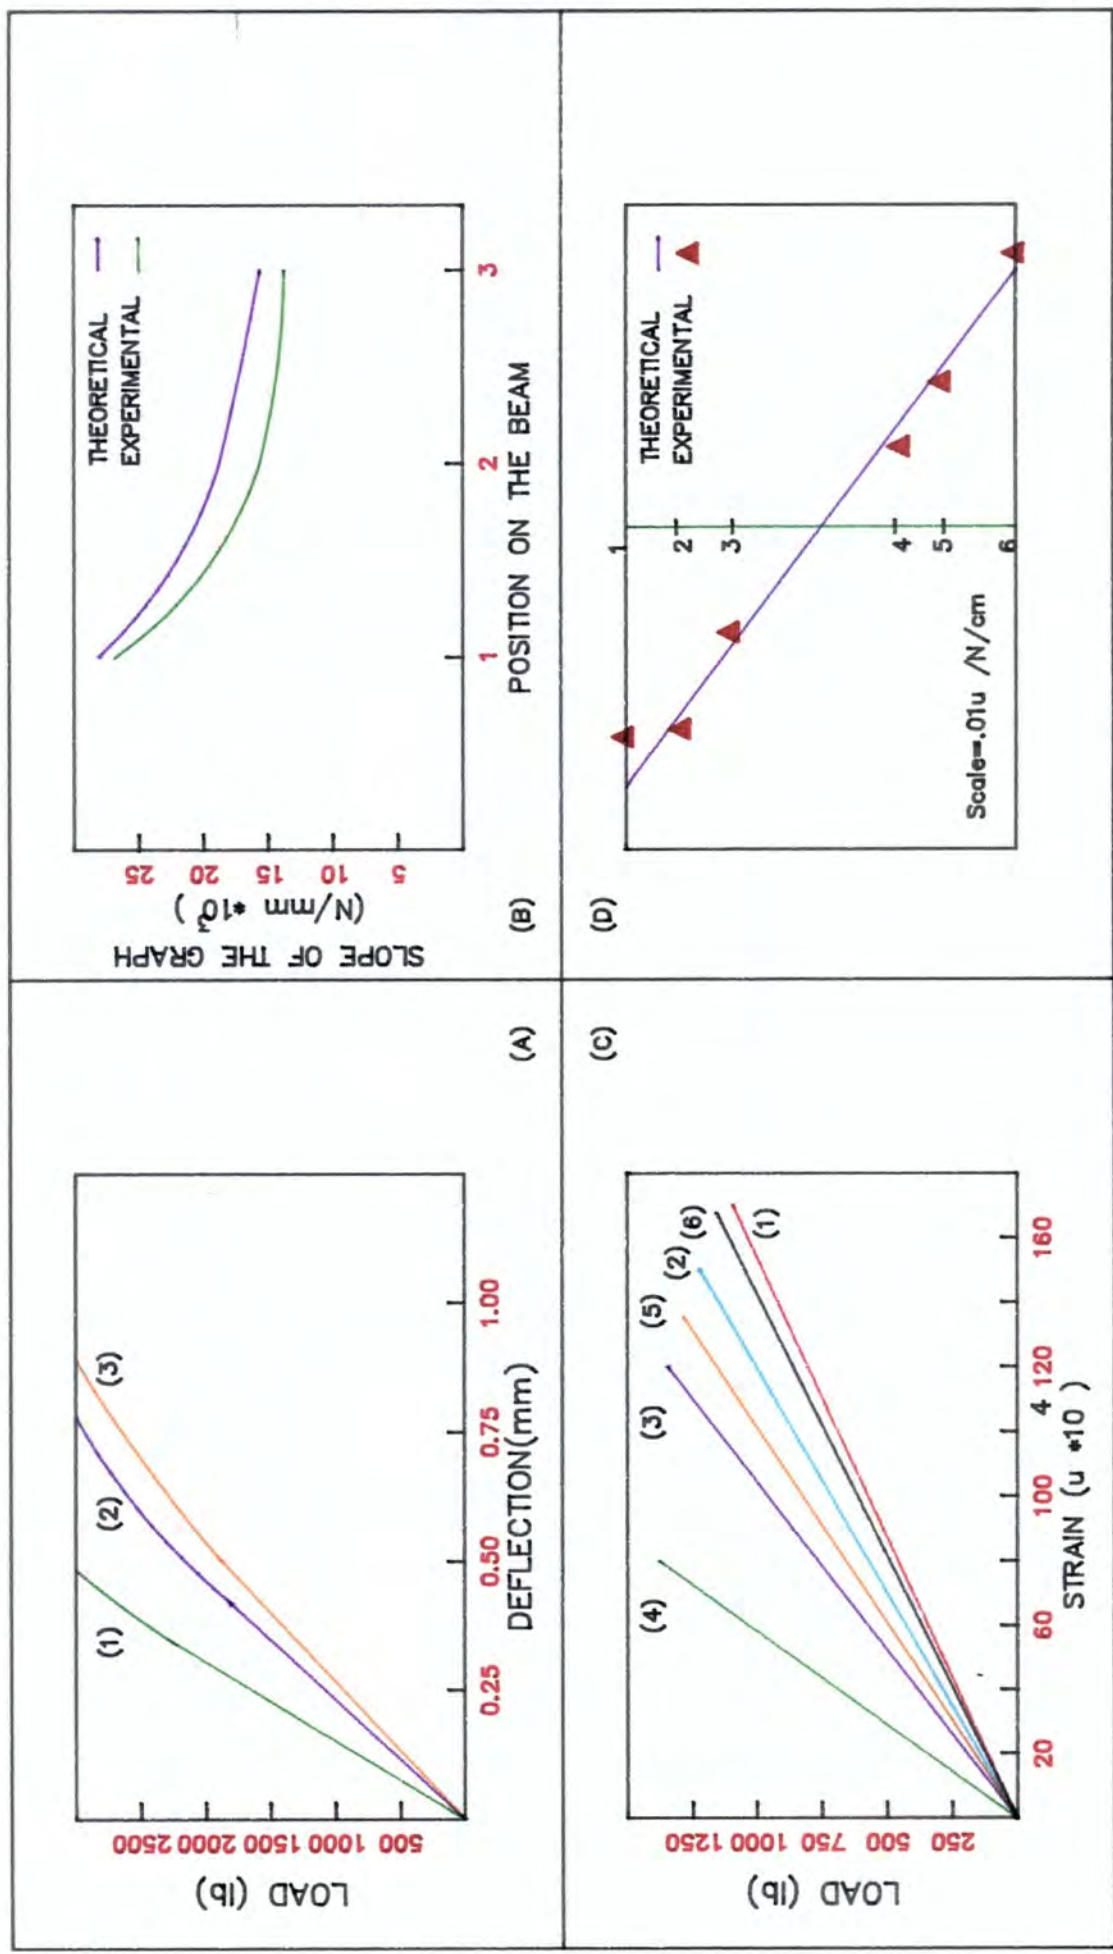 LOAD (lb)
2500
2000
1500
1000
500
(1)
(2)
(3)
0.25
0.50
0.75
1.00
DEFLECTION(mm)
(A)
SLOPE OF THE GRAPH
(N/mm *10³)
25
20
15
10
5
THEORETICAL
EXPERIMENTAL
1
2
3
POSITION ON THE BEAM
(B)
LOAD (lb)
1250
1000
750
500
250
(4)
(3)
(5)
(2)
(6)
(1)
20
60
100
120
160
STRAIN (u *10⁴)
(C)
(D)
THEORETICAL
EXPERIMENTAL
1
2
3
4
5
6
Scale=.01u /N/cm